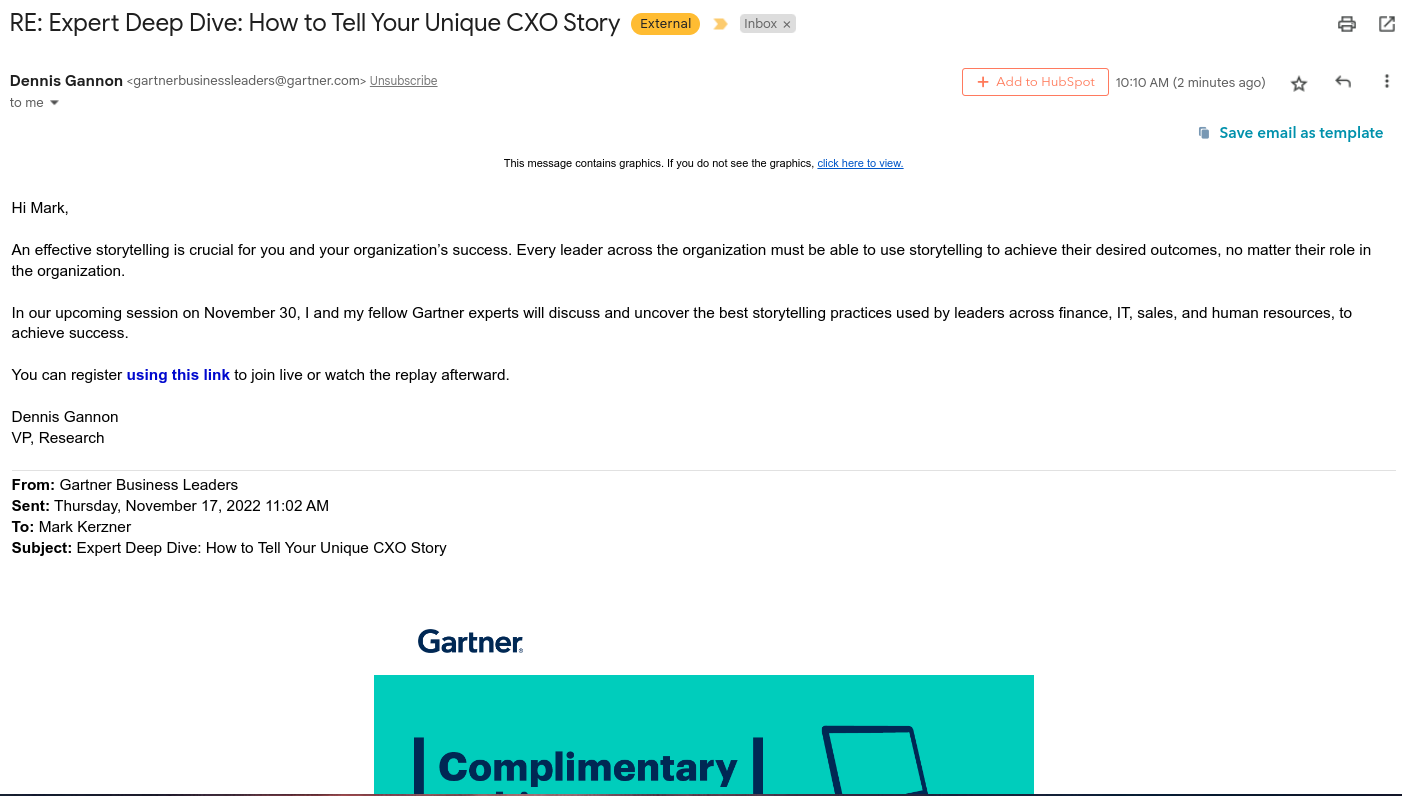 RE: Expert Deep Dive: How to Tell Your Unique CXO Story External Inbox ×
Dennis Gannon <gartnerbusinessleaders@gartner.com> Unsubscribe + Add to HubSpot 10:10 AM (2 minutes ago)
to me
Save email as template
This message contains graphics. If you do not see the graphics, click here to view.
Hi Mark,
An effective storytelling is crucial for you and your organization’s success. Every leader across the organization must be able to use storytelling to achieve their desired outcomes, no matter their role in
the organization.
In our upcoming session on November 30, I and my fellow Gartner experts will discuss and uncover the best storytelling practices used by leaders across finance, IT, sales, and human resources, to
achieve success.
You can register using this link to join live or watch the replay afterward.
Dennis Gannon
VP, Research
From: Gartner Business Leaders
Sent: Thursday, November 17, 2022 11:02 AM
To: Mark Kerzner
Subject: Expert Deep Dive: How to Tell Your Unique CXO Story
Gartner®
Complimentary